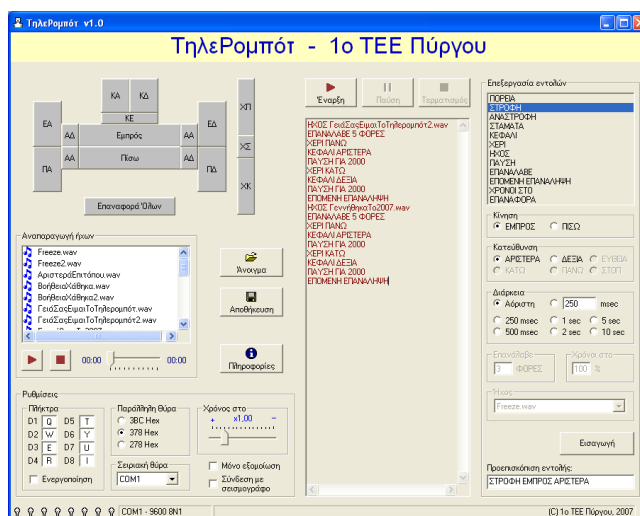 ΤηλεΡομπότ v1.0
ΤηλεΡομπότ - 1ο ΤΕΕ Πύργου
ΚΑ ΚΔ
ΚΕ
ΕΑ ΑΔ Εμπρός ΑΑ ΕΔ
ΠΑ ΑΑ Πίσω ΑΔ ΠΔ
ΧΠ
ΧΣ
ΧΚ
Επαναφορά Όλων
Αναπαραγωγή ήχων
Freeze.wav
Freeze2.wav
ΑριστεράΕπιτόπου.wav
ΒοήθειαΧάθηκα.wav
ΒοήθειαΧάθηκα2.wav
ΓειάΣαςΕιμαιΤοΤηλερομπότ.wav
ΓειάΣαςΕιμαιΤοΤηλερομπότ2.wav
00:00 00:00
Άνοιγμα
Αποθήκευση
Πληροφορίες
Ρυθμίσεις
Πλήκτρα
D1 Q D5 T
D2 W D6 Y
D3 E D7 U
D4 R D8 I
Ενεργοποίηση
Παράλληλη θύρα
3BC Hex
378 Hex
278 Hex
Σειριακή θύρα
COM1
Χρόνος στο
+ x1,00 -
Μόνο εξομοίωση
Σύνδεση με
σεισμογράφο
Έναρξη Παύση Τερματισμός
ΗΧΟΣ ΓειάΣαςΕιμαιΤοΤηλερομπότ2.wav
ΕΠΑΝΑΛΑΒΕ 5 ΦΟΡΕΣ
ΧΕΡΙ ΠΑΝΩ
ΚΕΦΑΛΙ ΑΡΙΣΤΕΡΑ
ΠΑΥΣΗ ΓΙΑ 2000
ΧΕΡΙ ΚΑΤΩ
ΚΕΦΑΛΙ ΔΕΞΙΑ
ΠΑΥΣΗ ΓΙΑ 2000
ΕΠΟΜΕΝΗ ΕΠΑΝΑΛΗΨΗ
ΗΧΟΣ ΓεννήθηκαΤο2007.wav
ΕΠΑΝΑΛΑΒΕ 5 ΦΟΡΕΣ
ΧΕΡΙ ΠΑΝΩ
ΚΕΦΑΛΙ ΑΡΙΣΤΕΡΑ
ΠΑΥΣΗ ΓΙΑ 2000
ΧΕΡΙ ΚΑΤΩ
ΚΕΦΑΛΙ ΔΕΞΙΑ
ΠΑΥΣΗ ΓΙΑ 2000
ΕΠΟΜΕΝΗ ΕΠΑΝΑΛΗΨΗ
Επεξεργασία εντολών
ΠΟΡΕΙΑ
ΣΤΡΟΦΗ
ΑΝΑΣΤΡΟΦΗ
ΣΤΑΜΑΤΑ
ΚΕΦΑΛΙ
ΧΕΡΙ
ΗΧΟΣ
ΠΑΥΣΗ
ΕΠΑΝΑΛΑΒΕ
ΕΠΟΜΕΝΗ ΕΠΑΝΑΛΗΨΗ
ΧΡΟΝΟΙ ΣΤΟ
ΕΠΑΝΑΦΟΡΑ
Κίνηση
ΕΜΠΡΟΣ ΠΙΣΩ
Κατεύθυνση
ΑΡΙΣΤΕΡΑ ΔΕΞΙΑ ΕΥΘΕΙΑ
ΚΑΤΩ ΠΑΝΩ ΣΤΟΠ
Διάρκεια
Αόριστη 250 msec
250 msec 1 sec 5 sec
500 msec 2 sec 10 sec
Επανάλαβε Χρόνοι στο
3 ΦΟΡΕΣ 100 %
Ήχος
Freeze.wav
Εισαγωγή
Προεπισκόπιση εντολής:
ΣΤΡΟΦΗ ΕΜΠΡΟΣ ΑΡΙΣΤΕΡΑ
COM1 - 9600 8N1 (C) 1ο ΤΕΕ Πύργου, 2007